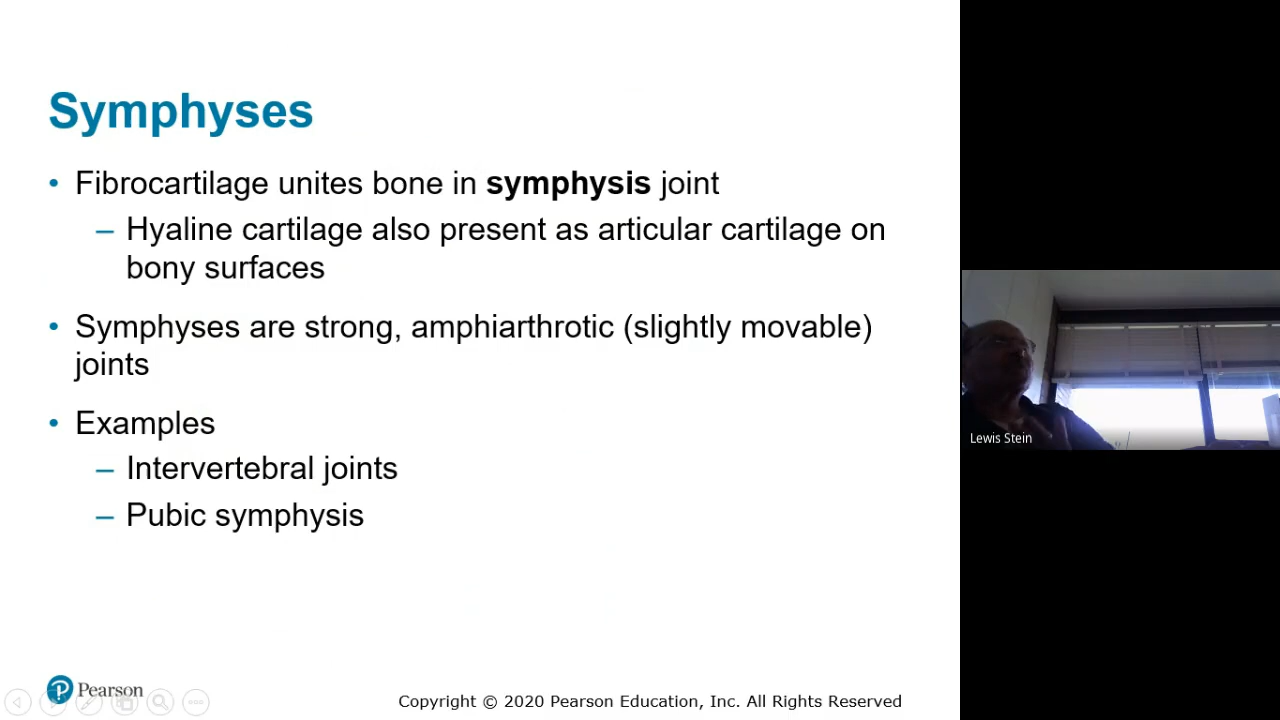 Symphyses
• Fibrocartilage unites bone in symphysis joint
– Hyaline cartilage also present as articular cartilage on
bony surfaces
• Symphyses are strong, amphiarthrotic (slightly movable)
joints
• Examples
– Intervertebral joints
– Pubic symphysis
Lewis Stein
Pearson
Copyright © 2020 Pearson Education, Inc. All Rights Reserved